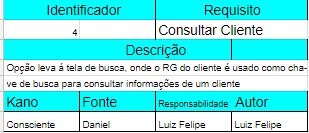 Identificador Requisito
4 Consultar Cliente
Descrição
Opção leva á tela de busca, onde o RG do cliente é usado como cha-
ve de busca para consultar informações de um cliente
Kano Fonte Responsabilidade Autor
Consciente Daniel Luiz Felipe Luiz Felipe